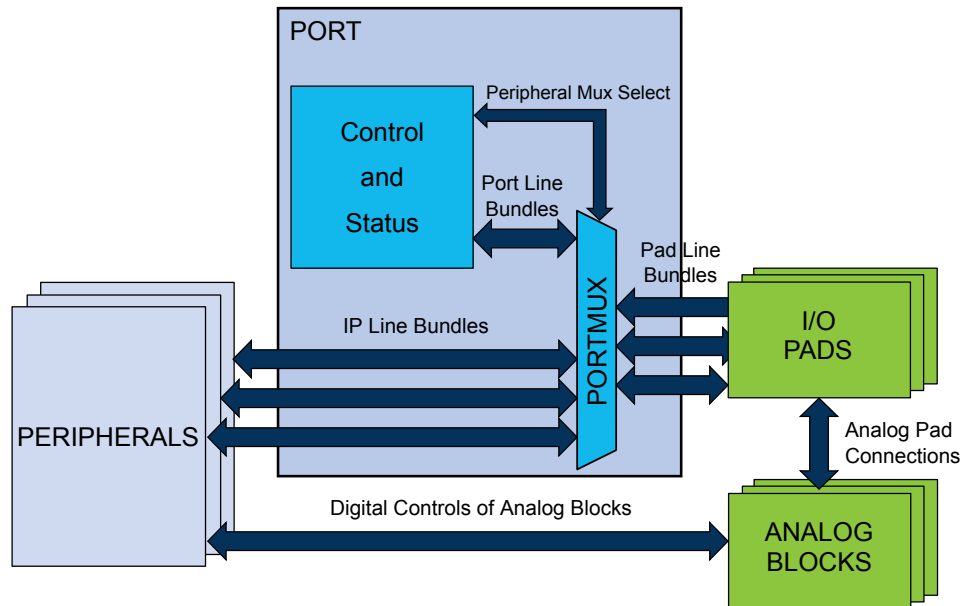 PORT
Peripheral Mux Select
Control
and
Status
Port Line
Bundles
Pad Line
Bundles
PORTMUX
IP Line Bundles
I/O
PADS
PERIPHERALS
Analog Pad
Connections
Digital Controls of Analog Blocks
ANALOG
BLOCKS